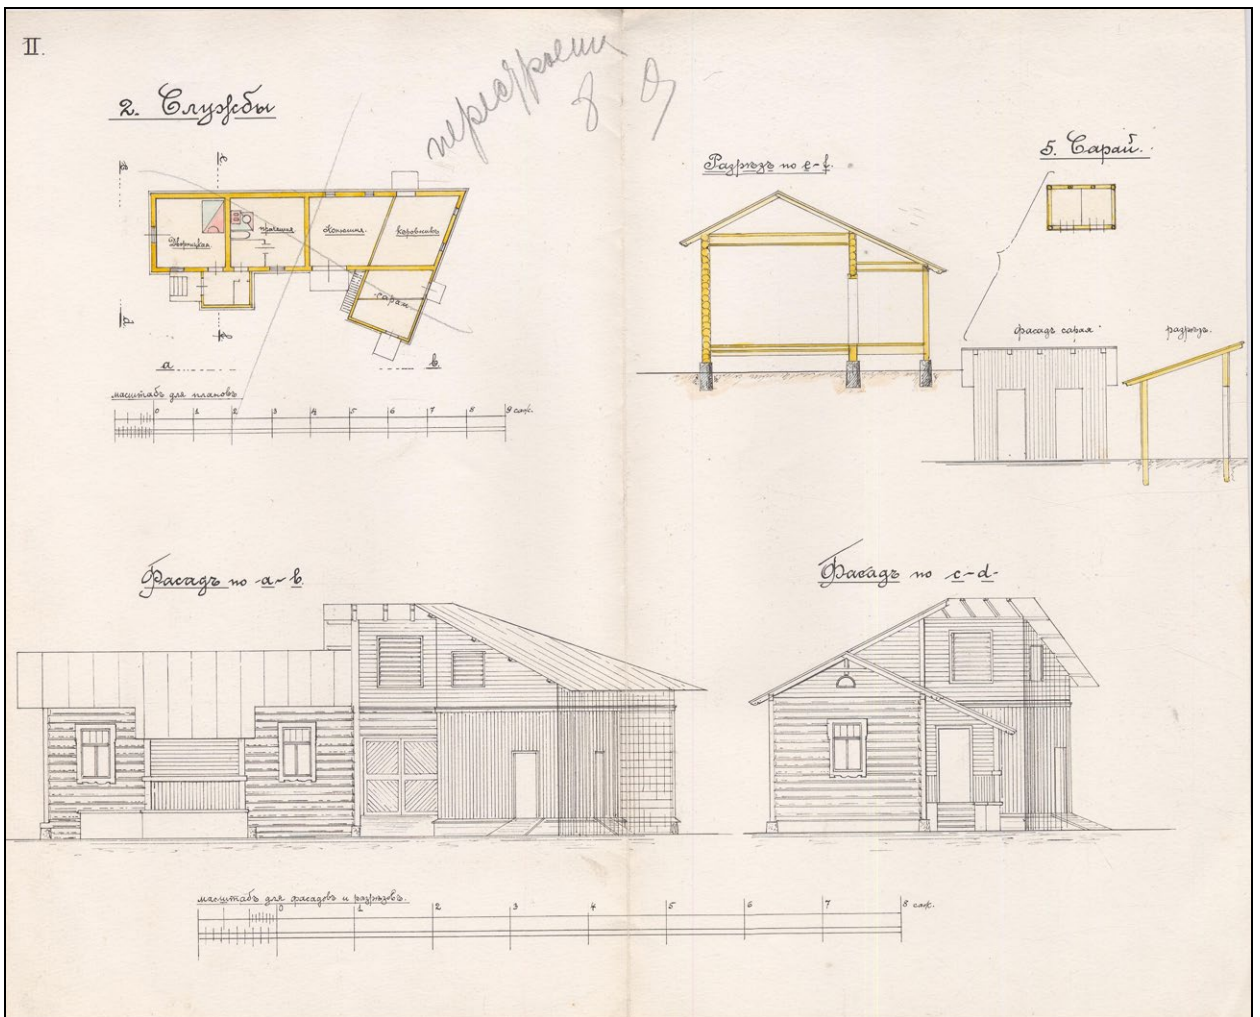 II.
2. Службы
5. Сарай.
Разрѣзъ по e-f.
Дворницкая
прачешня
Конюшня.
Коровникъ
сарай
фасадъ сарая
разрѣзъ.
a
b
масштабъ для плановъ
0 1 2 3 4 5 6 7 8 9 саж.
Фасадъ по a-b.
Фасадъ по c-d-
масштабъ для фасадовъ и разрѣзовъ.
0 1 2 3 4 5 6 7 8 саж.